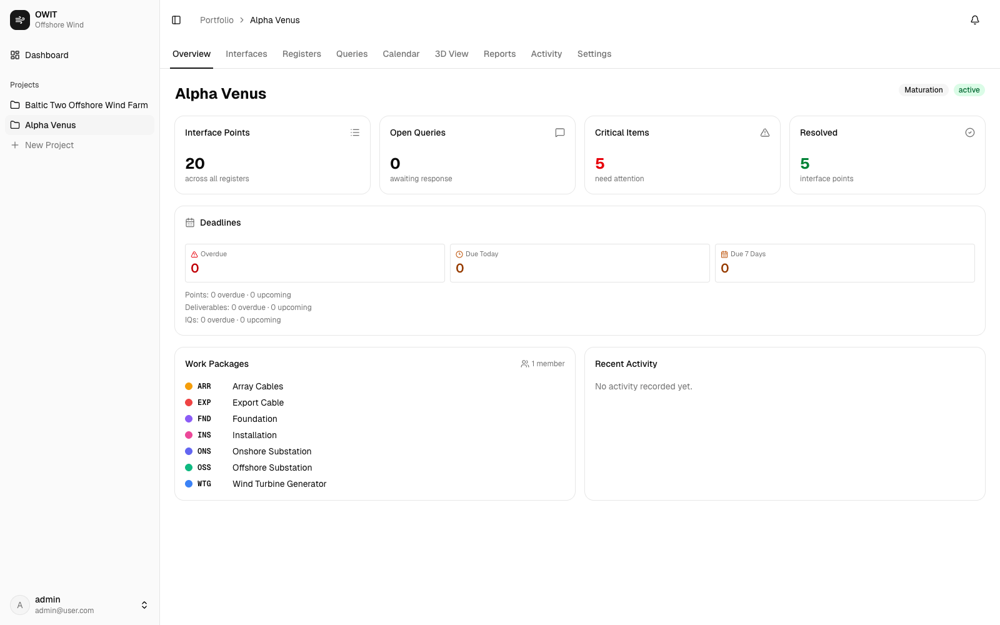 OWIT
Offshore Wind
Dashboard
Projects
Baltic Two Offshore Wind Farm
Alpha Venus
New Project
A
admin
admin@user.com
Portfolio > Alpha Venus
Overview Interfaces Registers Queries Calendar 3D View Reports Activity Settings
Alpha Venus
Maturation active
Interface Points
20
across all registers
Open Queries
0
awaiting response
Critical Items
5
need attention
Resolved
5
interface points
Deadlines
Overdue
0
Due Today
0
Due 7 Days
0
Points: 0 overdue · 0 upcoming
Deliverables: 0 overdue · 0 upcoming
IQs: 0 overdue · 0 upcoming
Work Packages 1 member
ARR Array Cables
EXP Export Cable
FND Foundation
INS Installation
ONS Onshore Substation
OSS Offshore Substation
WTG Wind Turbine Generator
Recent Activity
No activity recorded yet.